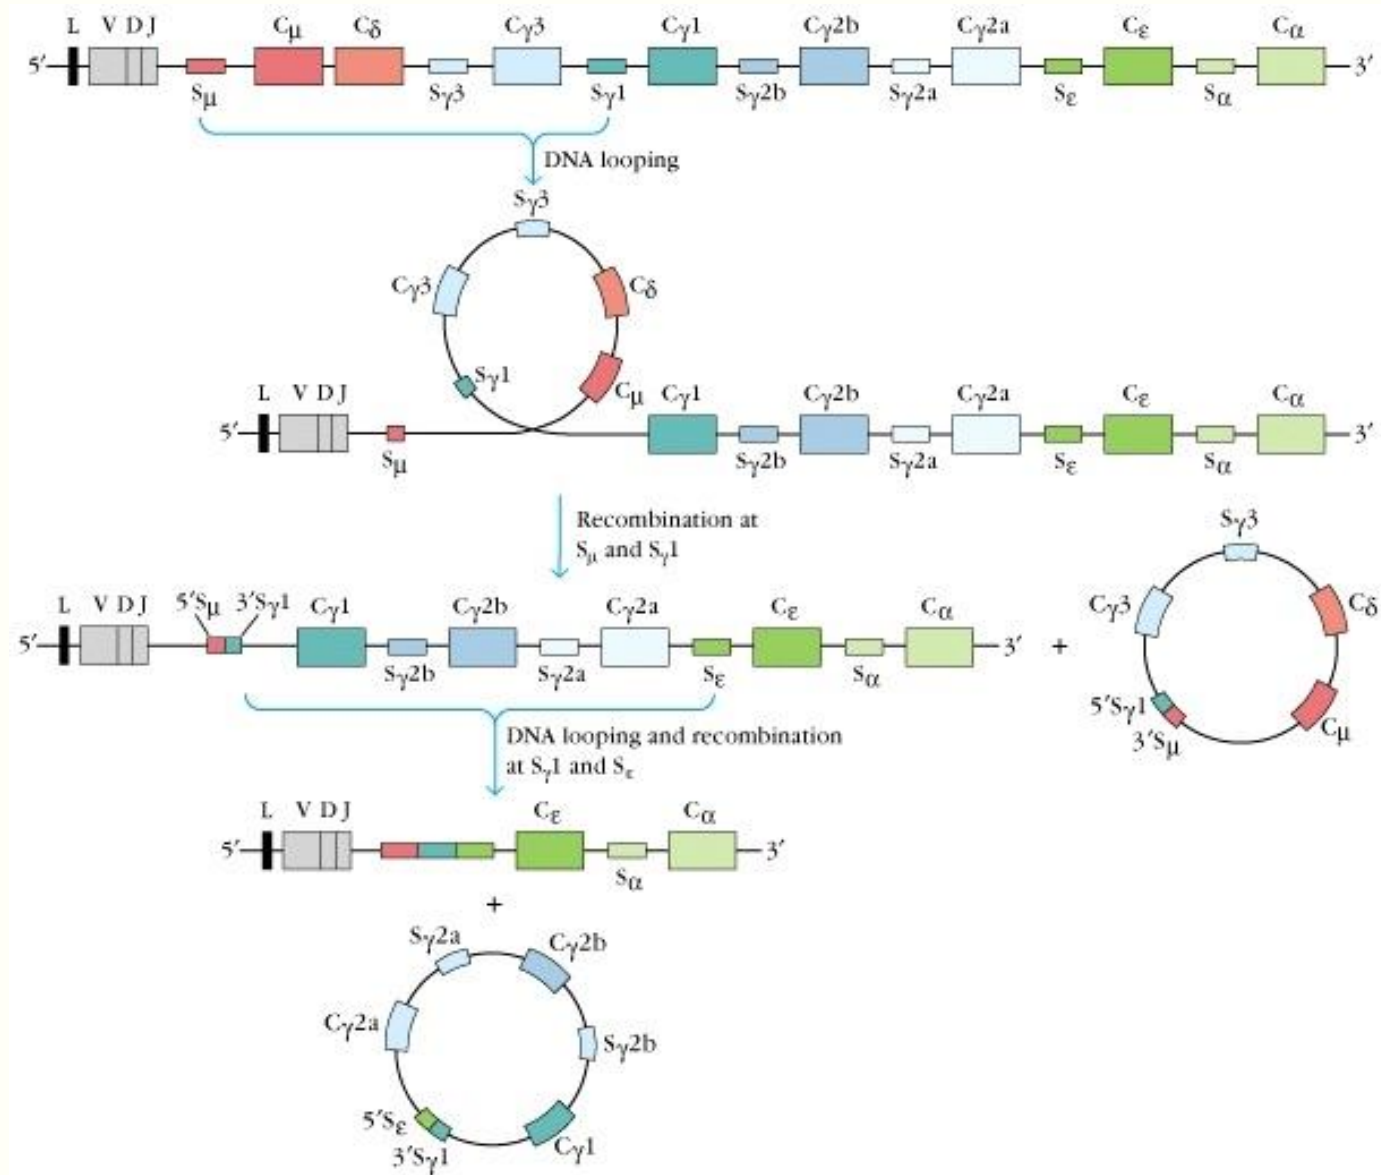 L V D J Cμ Cδ Cγ3 Cγ1 Cγ2b Cγ2a Cε Cα
5′ 3′
Sμ Sγ3 Sγ1 Sγ2b Sγ2a Sε Sα
DNA looping
Sγ3
Cγ3 Cδ
Sγ1 Cμ
L V D J Cγ1 Cγ2b Cγ2a Cε Cα
5′ 3′
Sμ Sγ2b Sγ2a Sε Sα
Recombination at
Sμ and Sγ1
Sγ3
Cγ3 Cδ
5′Sγ1
3′Sμ Cμ
L V D J 5′Sμ 3′Sγ1 Cγ1 Cγ2b Cγ2a Cε Cα
5′ 3′ +
Sγ2b Sγ2a Sε Sα
DNA looping and recombination
at Sγ1 and Sε
L V D J Cε Cα
5′ 3′
Sα
+
Sγ2a Cγ2b
Cγ2a Sγ2b
5′Sε
3′Sγ1 Cγ1